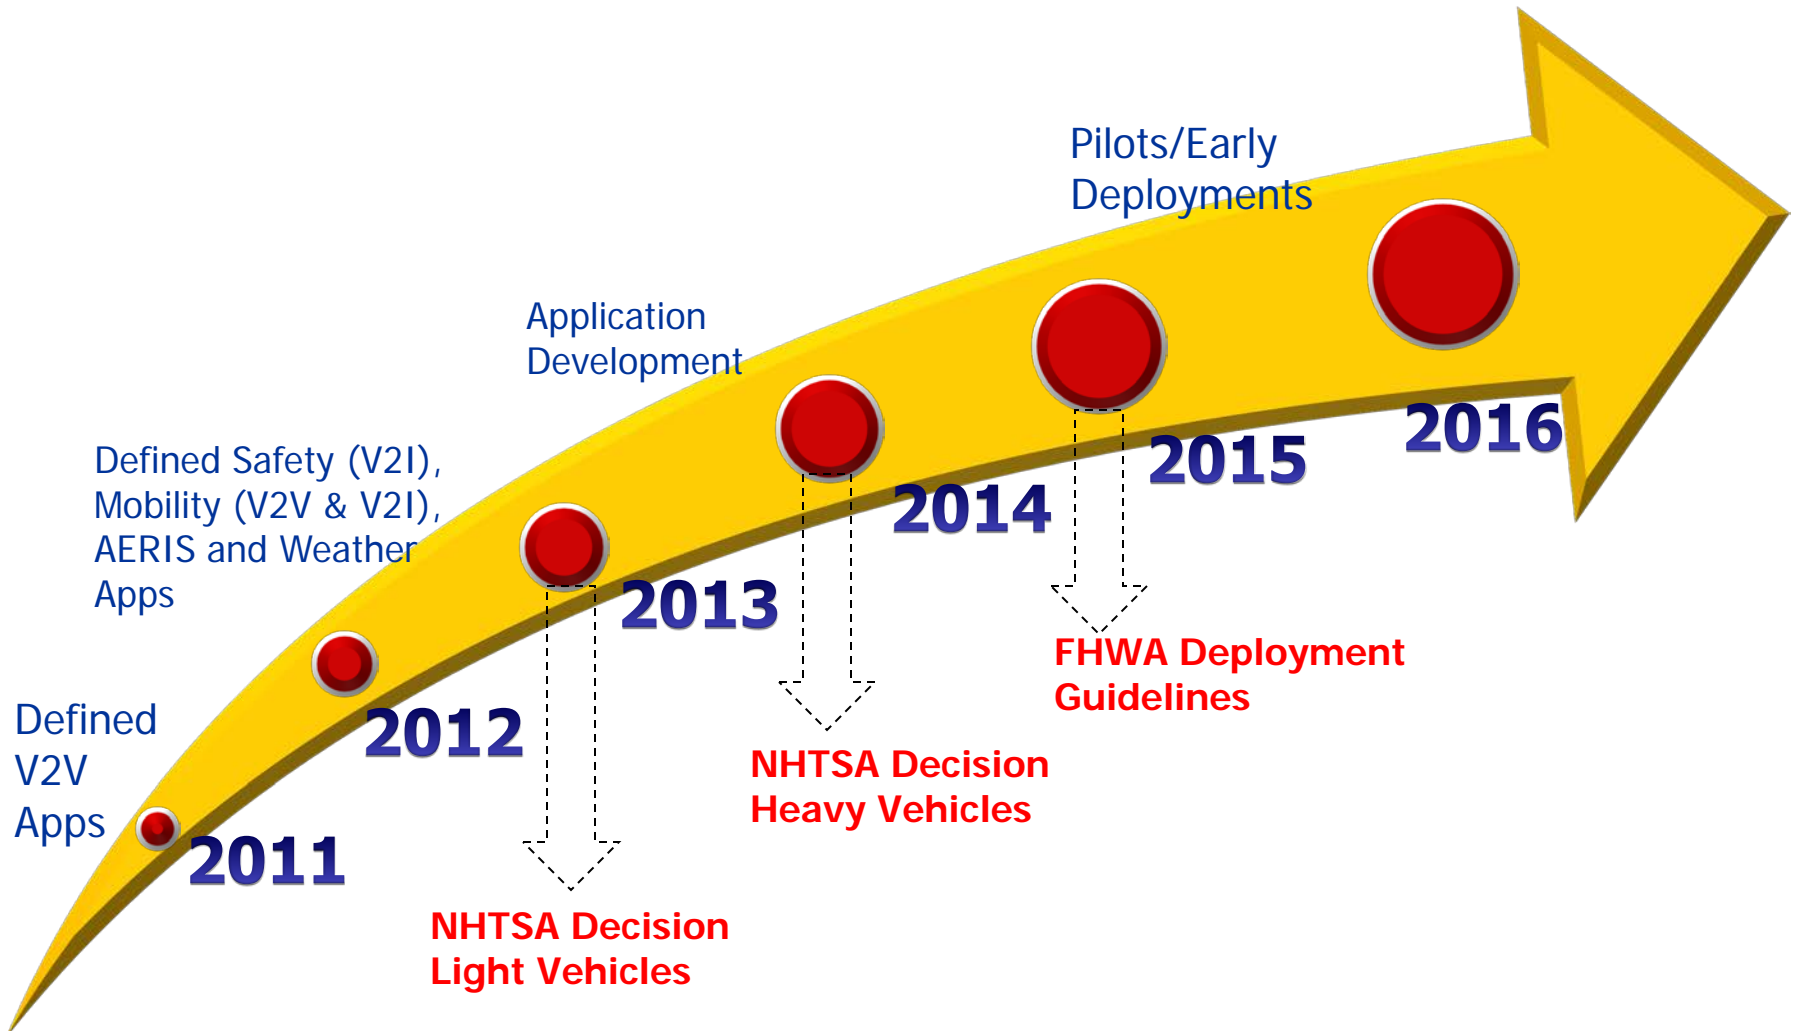 Pilots/Early
Deployments
Application
Development
2016
2015
Defined Safety (V2I),
Mobility (V2V & V2I),
AERIS and Weather
Apps
2014
2013
FHWA Deployment
Guidelines
Defined
V2V
Apps
2012
NHTSA Decision
Heavy Vehicles
2011
NHTSA Decision
Light Vehicles